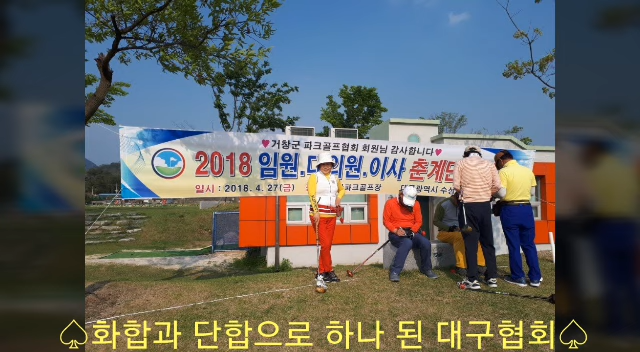 ♥거창군 파크골프협회 회원님 감사합니다♥
2018 임원.대의원.이사 춘계
일시 : 2018. 4. 27(금) 파크골프장 대구광역시 수성
♤화합과 단합으로 하나 된 대구협회♤